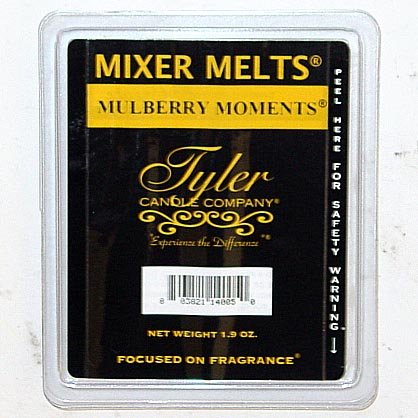 MIXER MELTS®
MULBERRY MOMENTS®
Tyler
CANDLE COMPANY®
"Experience the Difference"®
8 83821 14005 0
NET WEIGHT 1.9 OZ.
FOCUSED ON FRAGRANCE®
PEEL HERE FOR SAFETY WARNING.→